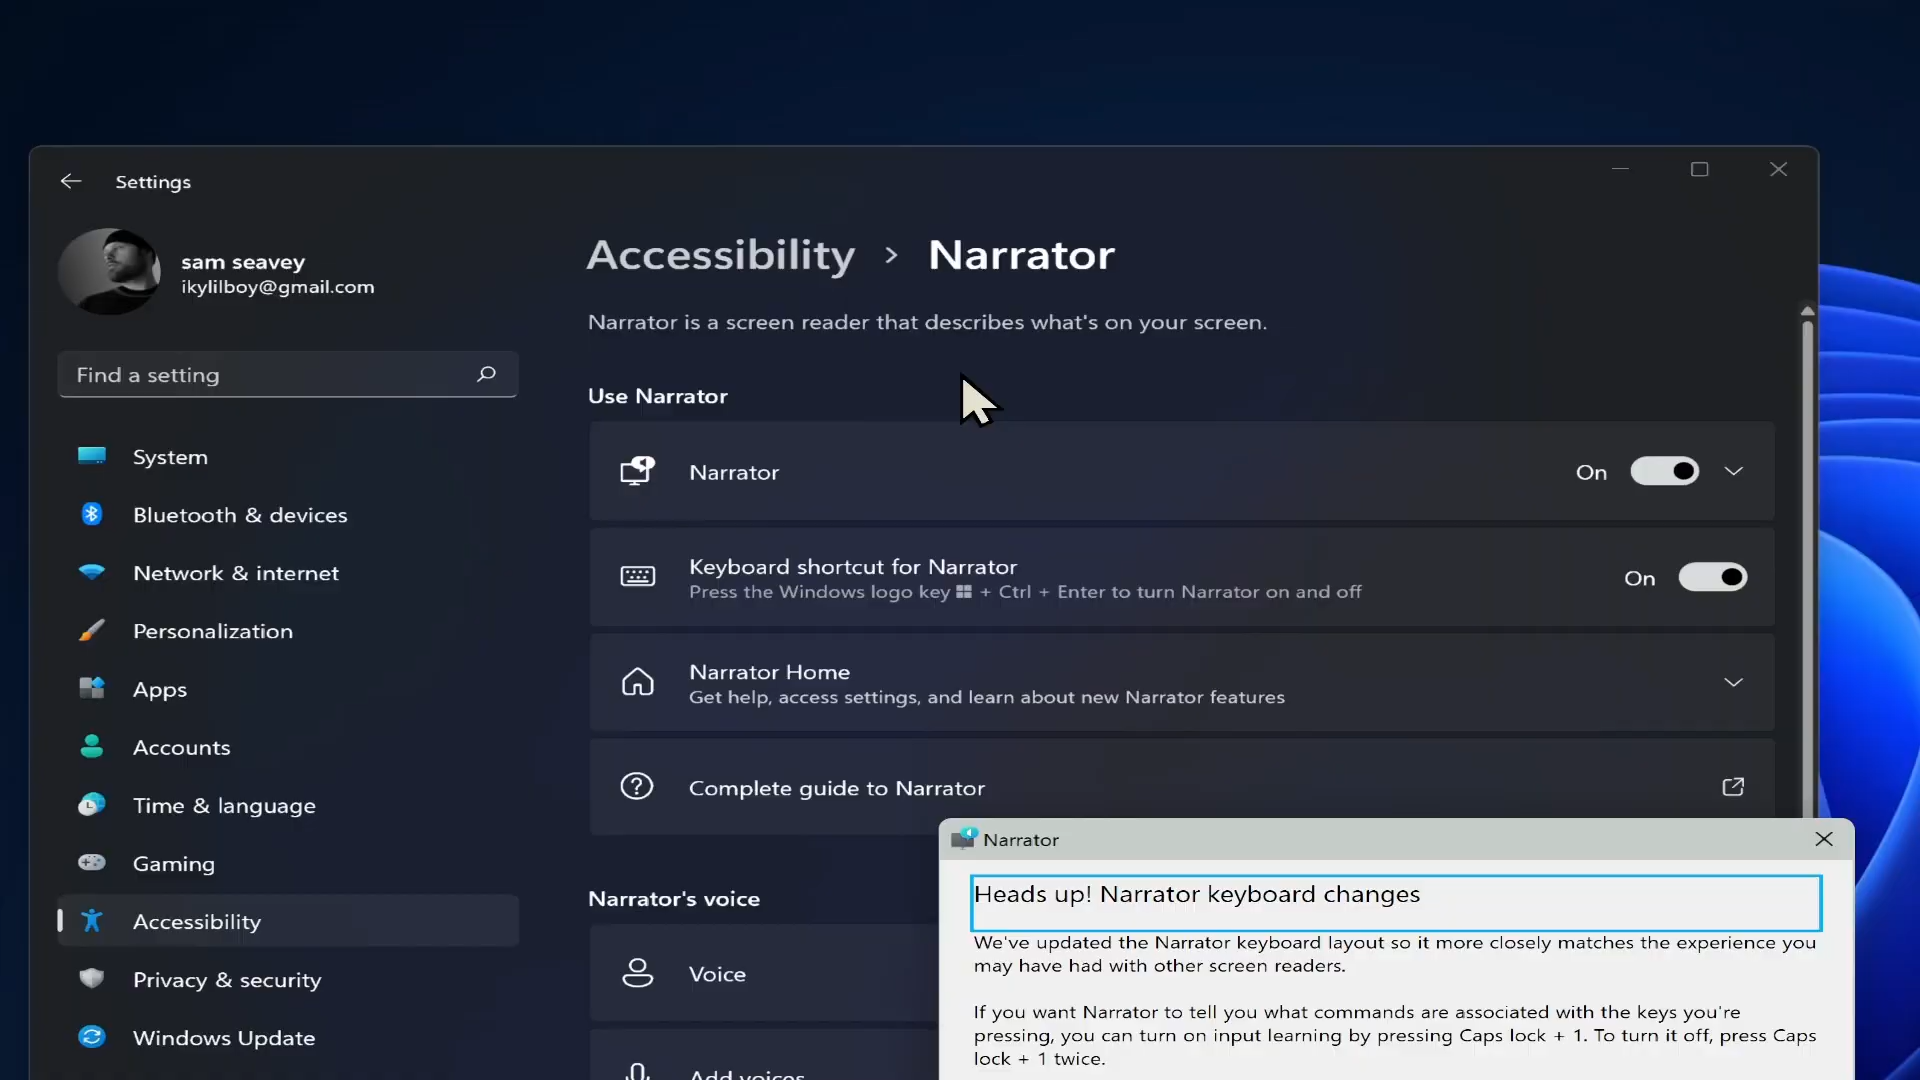 Settings
sam seavey
ikylilboy@gmail.com
Find a setting
System
Bluetooth & devices
Network & internet
Personalization
Apps
Accounts
Time & language
Gaming
Accessibility
Privacy & security
Windows Update
Accessibility > Narrator
Narrator is a screen reader that describes what's on your screen.
Use Narrator
Narrator On
Keyboard shortcut for Narrator
Press the Windows logo key + Ctrl + Enter to turn Narrator on and off
On
Narrator Home
Get help, access settings, and learn about new Narrator features
Complete guide to Narrator
Narrator's voice
Voice
Add voices
Narrator
Heads up! Narrator keyboard changes
We've updated the Narrator keyboard layout so it more closely matches the experience you
may have had with other screen readers.
If you want Narrator to tell you what commands are associated with the keys you're
pressing, you can turn on input learning by pressing Caps lock + 1. To turn it off, press Caps
lock + 1 twice.